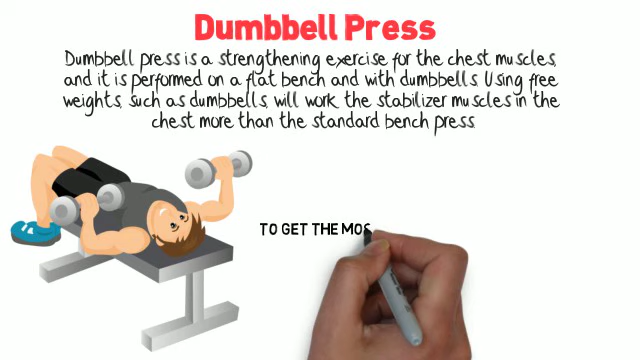 Dumbbell Press
Dumbbell press is a strengthening exercise for the chest muscles,
and it is performed on a flat bench and with dumbbells. Using free
weights, such as dumbbells, will work the stabilizer muscles in the
chest more than the standard bench press.
TO GET THE MOS